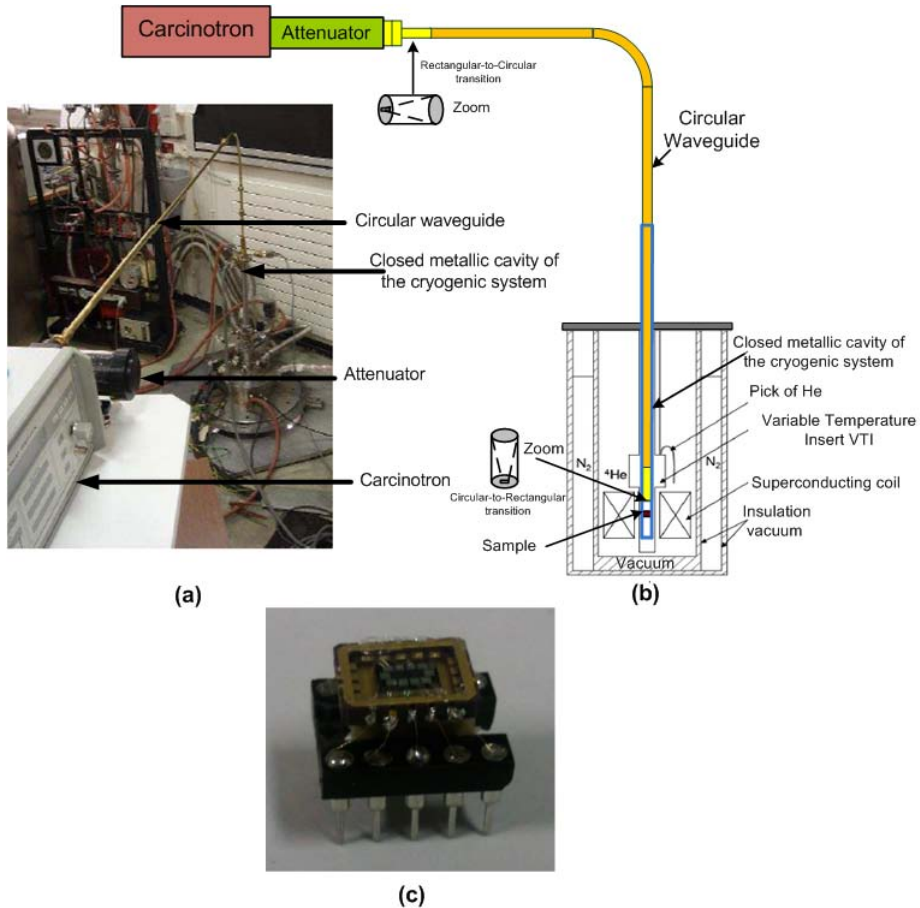 Carcinotron
Attenuator
Rectangular-to-Circular
transition
Zoom
Circular
Waveguide
Circular waveguide
Closed metallic cavity of
the cryogenic system
Attenuator
Carcinotron
(a)
Closed metallic cavity of
the cryogenic system
Pick of He
Variable Temperature
Insert VTI
Zoom
N2
4He
N2
Circular-to-Rectangular
transition
Superconducting coil
Insulation
vacuum
Sample
Vacuum
(b)
(c)